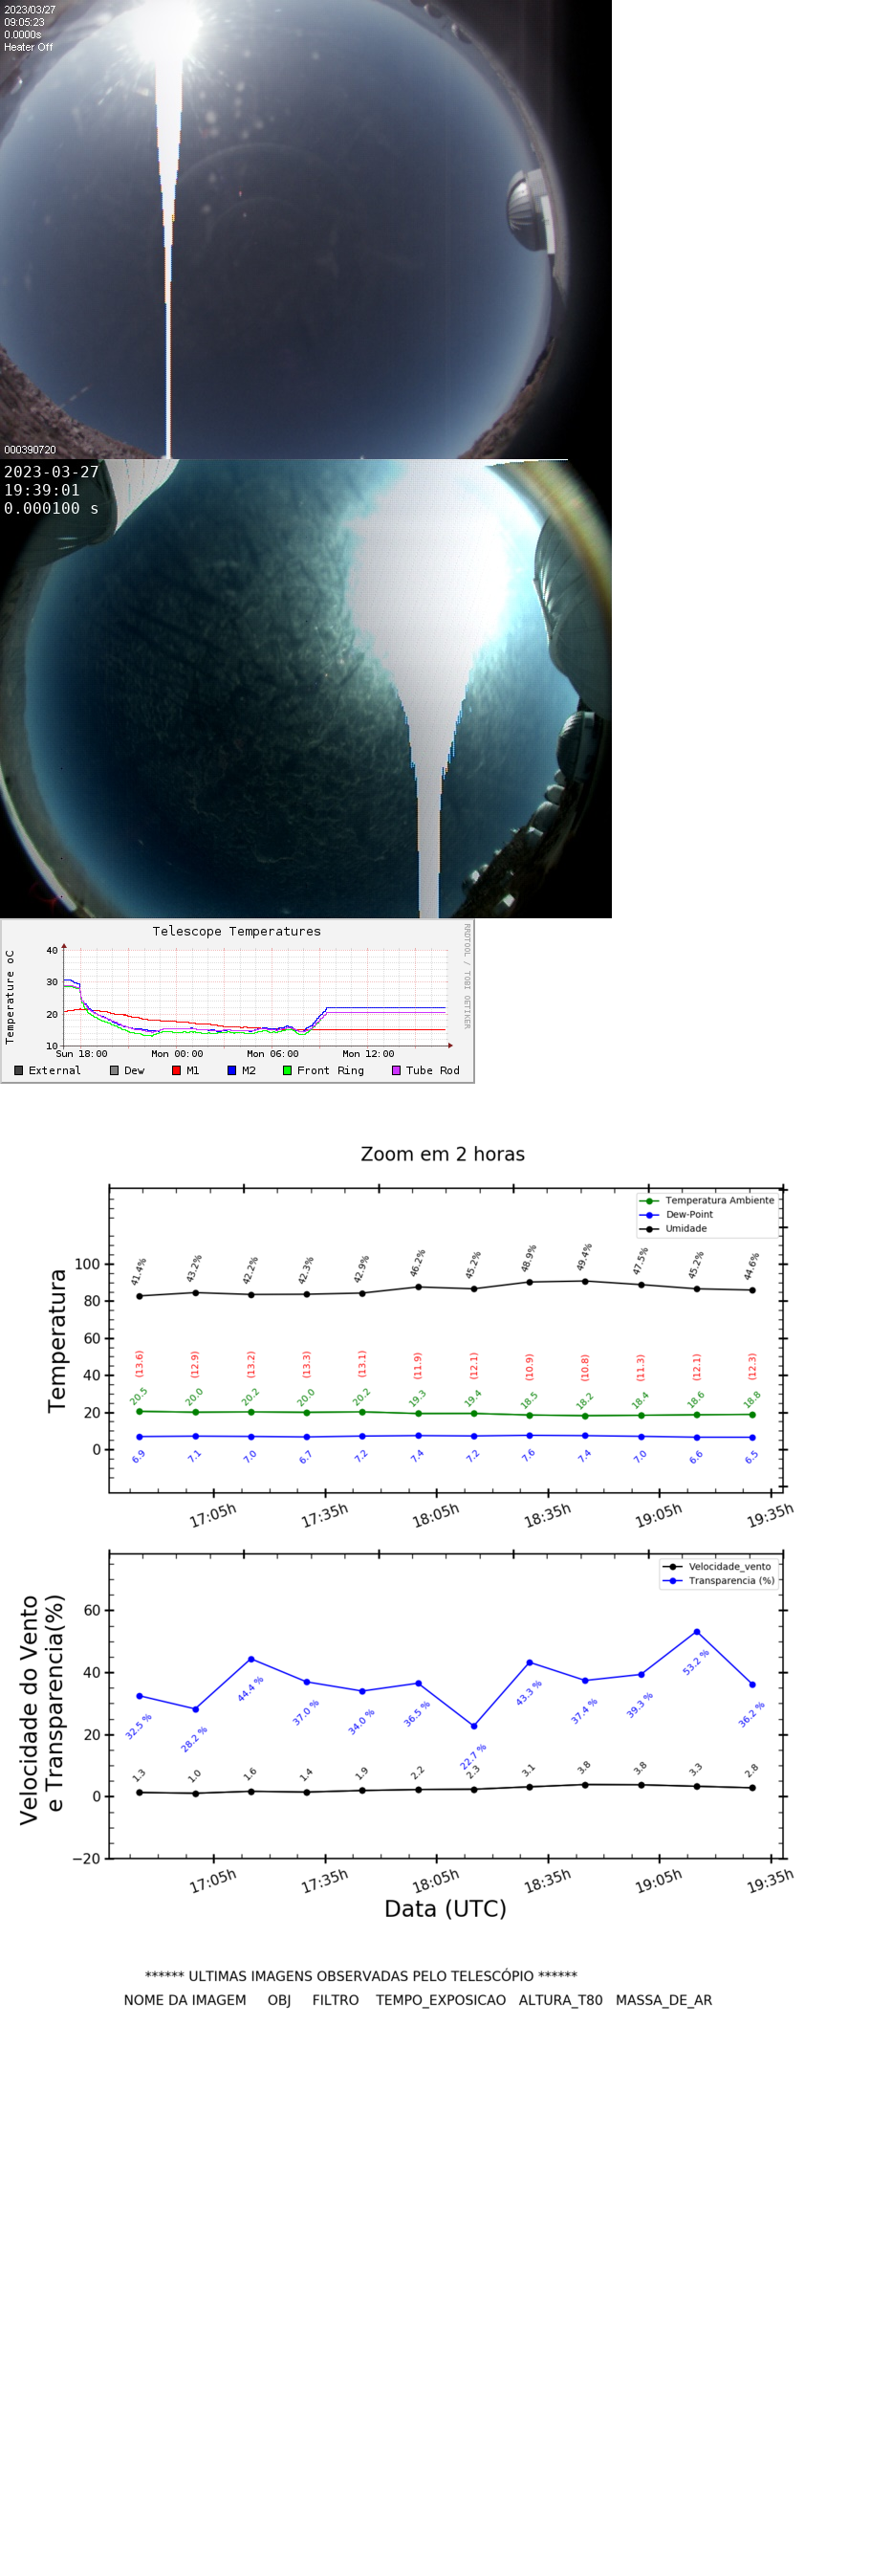 2023/03/27
09:05:23
0.0000s
Heater Off
000390720
2023-03-27
19:39:01
0.000100 s
Telescope Temperatures
RRDTOOL / TOBI OETIKER
Temperature oC
40
30
20
10
Sun 18:00 Mon 00:00 Mon 06:00 Mon 12:00
External Dew M1 M2 Front Ring Tube Rod
Zoom em 2 horas
Temperatura Ambiente
Dew-Point
Umidade
Temperatura
100
80
60
40
20
0
41.4% 43.2% 42.2% 42.3% 42.9% 46.2% 45.2% 48.9% 49.4% 47.5% 45.2% 44.6%
(13.6) (12.9) (13.2) (13.3) (13.1) (11.9) (12.1) (10.9) (10.8) (11.3) (12.1) (12.3)
20.5 20.0 20.2 20.0 20.2 19.3 19.4 18.5 18.2 18.4 18.6 18.8
6.9 7.1 7.0 6.7 7.2 7.4 7.2 7.6 7.4 7.0 6.6 6.5
17:05h 17:35h 18:05h 18:35h 19:05h 19:35h
Velocidade_vento
Transparencia (%)
Velocidade do Vento
e Transparencia(%)
60
40
20
0
−20
32.5 % 28.2 % 44.4 % 37.0 % 34.0 % 36.5 % 22.7 % 43.3 % 37.4 % 39.3 % 53.2 % 36.2 %
1.3 1.0 1.6 1.4 1.9 2.2 2.3 3.1 3.8 3.8 3.3 2.8
17:05h 17:35h 18:05h 18:35h 19:05h 19:35h
Data (UTC)
****** ULTIMAS IMAGENS OBSERVADAS PELO TELESCÓPIO ******
NOME DA IMAGEM OBJ FILTRO TEMPO_EXPOSICAO ALTURA_T80 MASSA_DE_AR